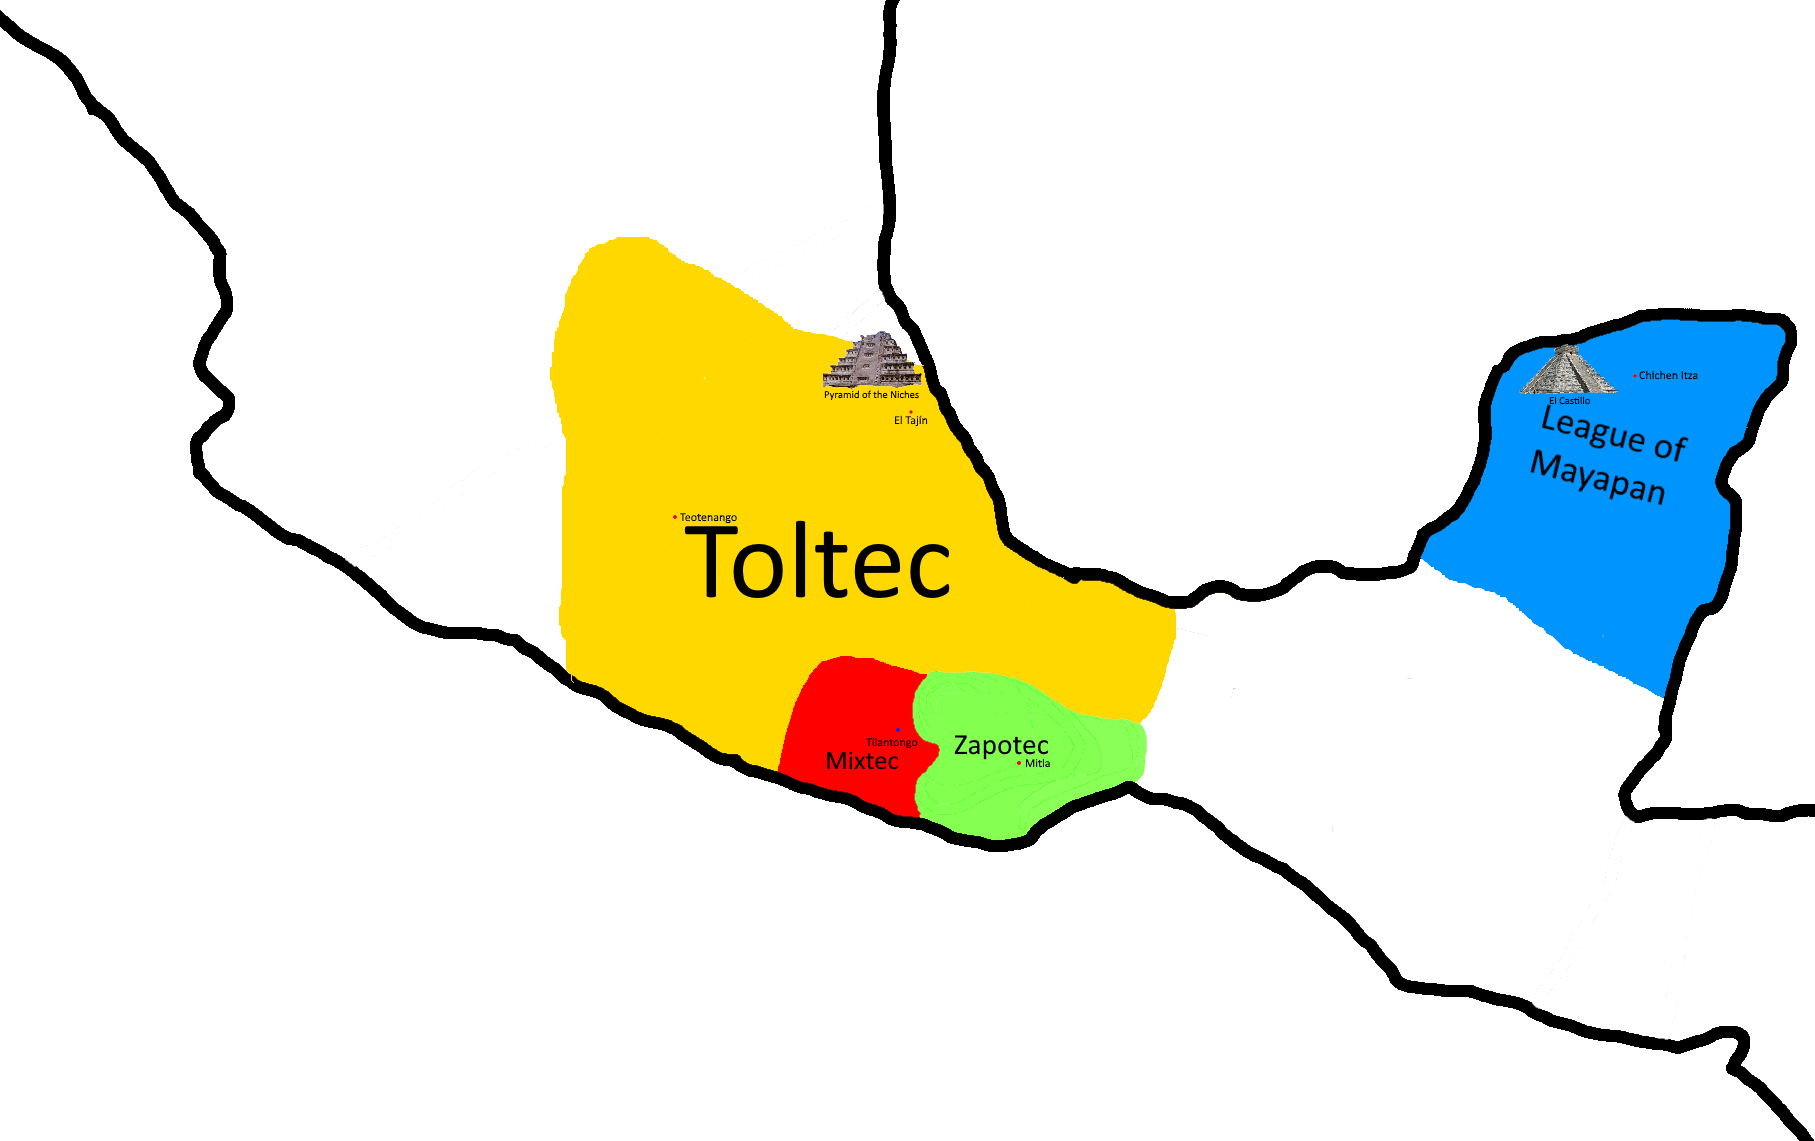 Pyramid of the Niches
El Tajín
Teotenango
Toltec
Tilantongo
Mixtec
Zapotec
Mitla
Chichen Itza
El Castillo
League of
Mayapan